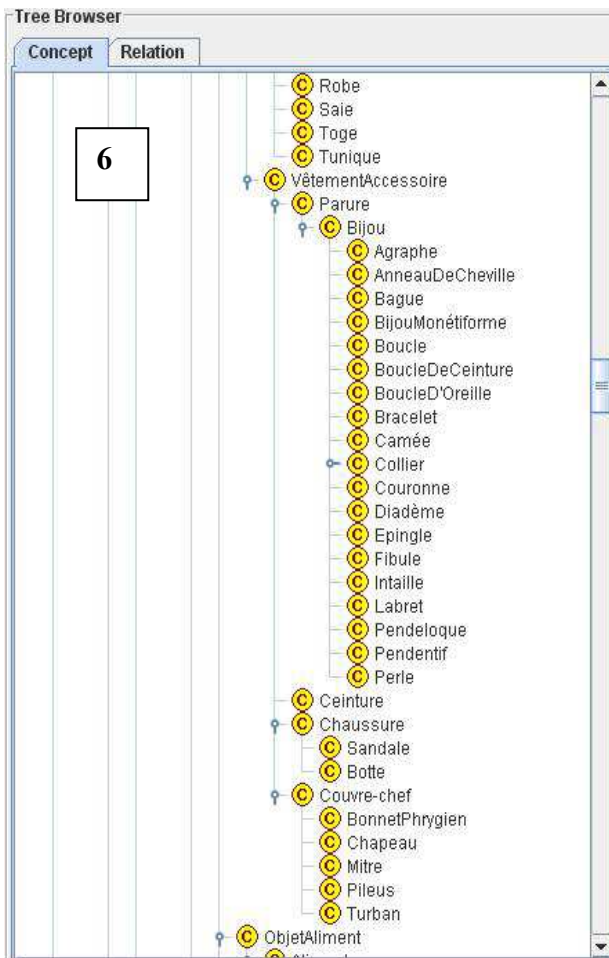 Tree Browser
Concept Relation
6
C Robe
C Saie
C Toge
C Tunique
C VêtementAccessoire
C Parure
C Bijou
C Agraphe
C AnneauDeCheville
C Bague
C BijouMonétiforme
C Boucle
C BoucleDeCeinture
C BoucleD'Oreille
C Bracelet
C Camée
C Collier
C Couronne
C Diadème
C Epingle
C Fibule
C Intaille
C Labret
C Pendeloque
C Pendentif
C Perle
C Ceinture
C Chaussure
C Sandale
C Botte
C Couvre-chef
C BonnetPhrygien
C Chapeau
C Mitre
C Pileus
C Turban
C ObjetAliment